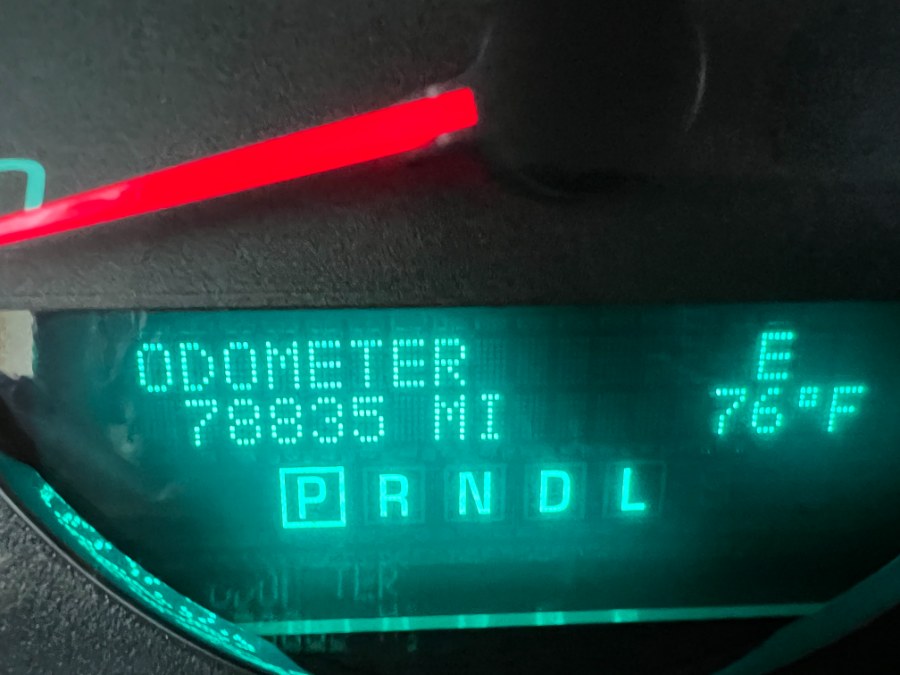 ODOMETER E
78835 MI 76°F
P R N D L